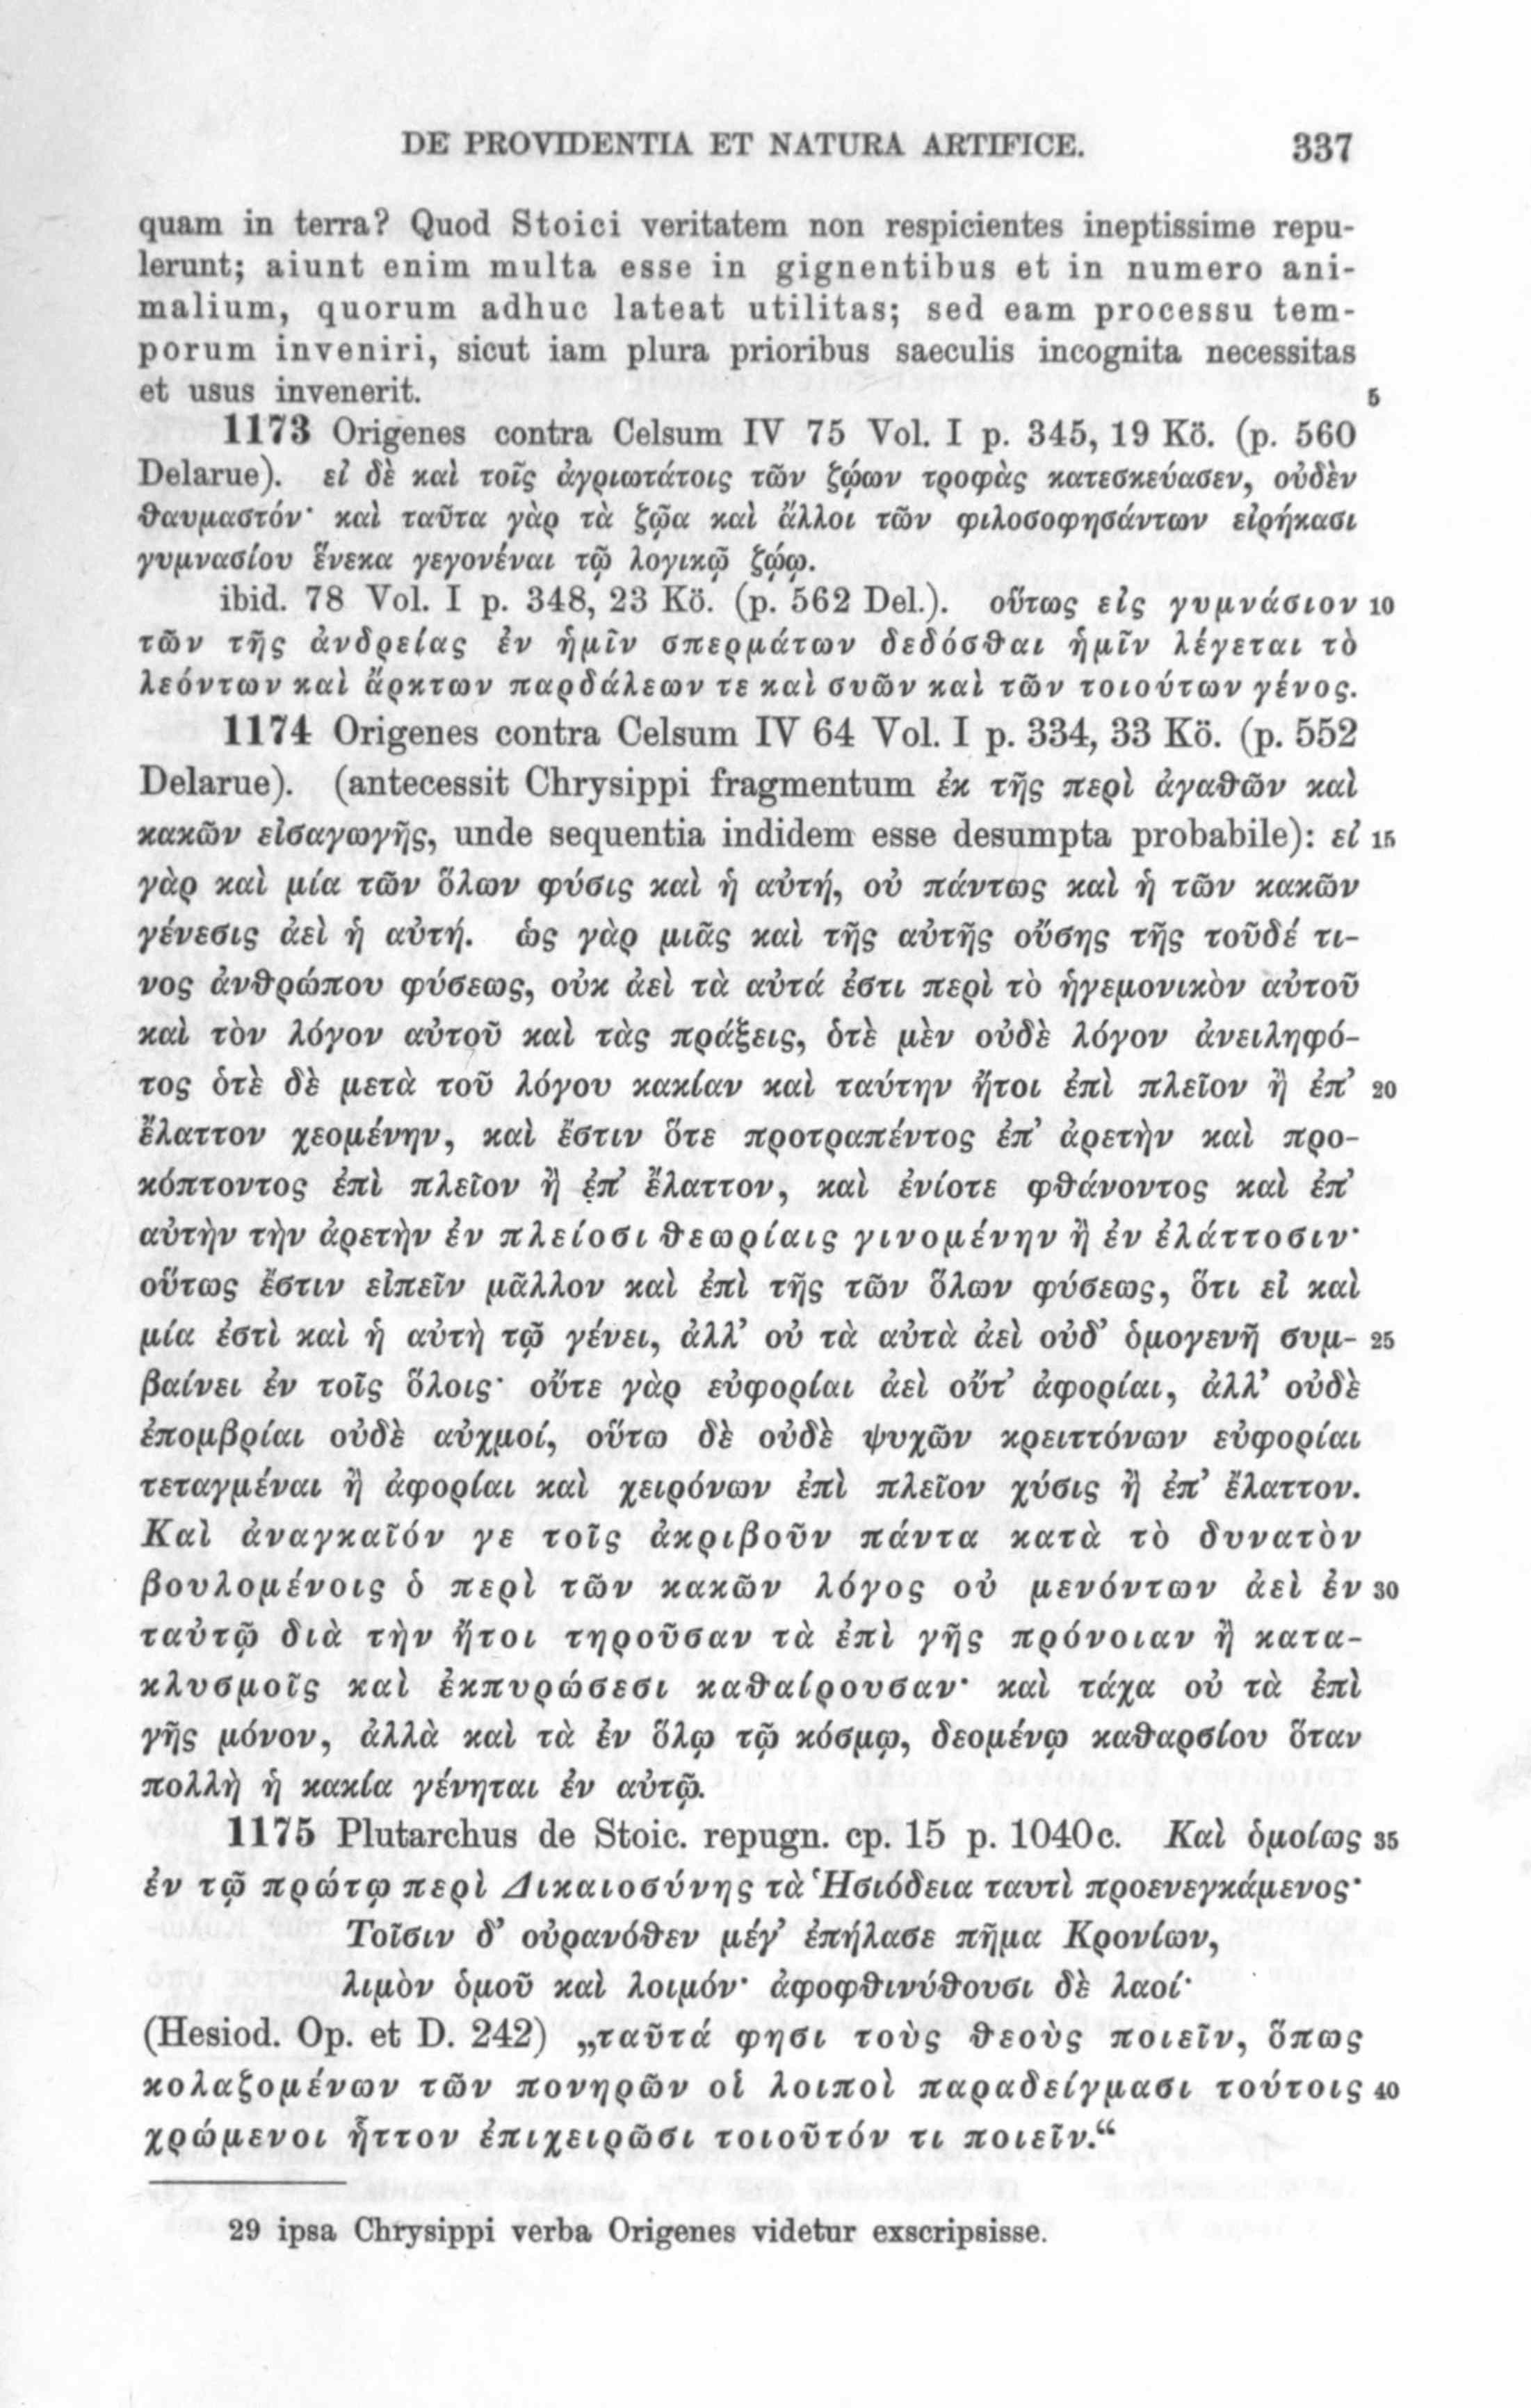 DE PROVIDENTIA ET NATURA ARTIFICE. 337
quam in terra? Quod Stoici veritatem non respicientes ineptissime repu-
lerunt; aiunt enim multa esse in gignentibus et in numero ani-
malium, quorum adhuc lateat utilitas; sed eam processu tem-
porum inveniri, sicut iam plura prioribus saeculis incognita necessitas
et usus invenerit. 5
1173 Origenes contra Celsum IV 75 Vol. I p. 345, 19 Kö. (p. 560
Delarue). εἰ δὲ καὶ τοῖς ἀγριωτάτοις τῶν ζῴων τροφὰς κατεσκεύασεν, οὐδὲν
θαυμαστόν· καὶ ταῦτα γὰρ τὰ ζῷα καὶ ἄλλοι τῶν φιλοσοφησάντων εἰρήκασι
γυμνασίου ἕνεκα γεγονέναι τῷ λογικῷ ζῴῳ.
ibid. 78 Vol. I p. 348, 23 Kö. (p. 562 Del.). οὕτως εἰς γυμνάσιον 10
τῶν τῆς ἀνδρείας ἐν ἡμῖν σπερμάτων δεδόσθαι ἡμῖν λέγεται τὸ
λεόντων καὶ ἄρκτων παρδάλεων τε καὶ συῶν καὶ τῶν τοιούτων γένος.
1174 Origenes contra Celsum IV 64 Vol. I p. 334, 33 Kö. (p. 552
Delarue). (antecessit Chrysippi fragmentum ἐκ τῆς περὶ ἀγαθῶν καὶ
κακῶν εἰσαγωγῆς, unde sequentia indidem esse desumpta probabile): εἰ 15
γὰρ καὶ μία τῶν ὅλων φύσις καὶ ἡ αὐτή, οὐ πάντως καὶ ἡ τῶν κακῶν
γένεσις ἀεὶ ἡ αὐτή. ὡς γὰρ μιᾶς καὶ τῆς αὐτῆς οὔσης τῆς τοῦδέ τι-
νος ἀνθρώπου φύσεως, οὐκ ἀεὶ τὰ αὐτά ἐστι περὶ τὸ ἡγεμονικὸν αὐτοῦ
καὶ τὸν λόγον αὐτοῦ καὶ τὰς πράξεις, ὁτὲ μὲν οὐδὲ λόγον ἀνειληφό-
τος ὁτὲ δὲ μετὰ τοῦ λόγου κακίαν καὶ ταύτην ἤτοι ἐπὶ πλεῖον ἢ ἐπ’ 20
ἔλαττον χεομένην, καὶ ἔστιν ὅτε προτραπέντος ἐπ’ ἀρετὴν καὶ προ-
κόπτοντος ἐπὶ πλεῖον ἢ ἐπ’ ἔλαττον, καὶ ἐνίοτε φθάνοντος καὶ ἐπ’
αὐτὴν τὴν ἀρετὴν ἐν πλείοσι θεωρίαις γινομένην ἢ ἐν ἐλάττοσιν·
οὕτως ἔστιν εἰπεῖν μᾶλλον καὶ ἐπὶ τῆς τῶν ὅλων φύσεως, ὅτι εἰ καὶ
μία ἐστὶ καὶ ἡ αὐτὴ τῷ γένει, ἀλλ’ οὐ τὰ αὐτὰ ἀεὶ οὐδ’ ὁμογενῆ συμ- 25
βαίνει ἐν τοῖς ὅλοις· οὔτε γὰρ εὐφορίαι ἀεὶ οὔτ’ ἀφορίαι, ἀλλ’ οὐδὲ
ἐπομβρίαι οὐδὲ αὐχμοί, οὕτω δὲ οὐδὲ ψυχῶν κρειττόνων εὐφορίαι
τεταγμέναι ἢ ἀφορίαι καὶ χειρόνων ἐπὶ πλεῖον χύσις ἢ ἐπ’ ἔλαττον.
Καὶ ἀναγκαῖόν γε τοῖς ἀκριβοῦν πάντα κατὰ τὸ δυνατὸν
βουλομένοις ὁ περὶ τῶν κακῶν λόγος οὐ μενόντων ἀεὶ ἐν 30
ταὐτῷ διὰ τὴν ἤτοι τηροῦσαν τὰ ἐπὶ γῆς πρόνοιαν ἢ κατα-
κλυσμοῖς καὶ ἐκπυρώσεσι καθαίρουσαν· καὶ τάχα οὐ τὰ ἐπὶ
γῆς μόνον, ἀλλὰ καὶ τὰ ἐν ὅλῳ τῷ κόσμῳ, δεομένῳ καθαρσίου ὅταν
πολλὴ ἡ κακία γένηται ἐν αὐτῷ.
1175 Plutarchus de Stoic. repugn. cp. 15 p. 1040c. Καὶ ὁμοίως 35
ἐν τῷ πρώτῳ περὶ Δικαιοσύνης τὰ Ἡσιόδεια ταυτὶ προενεγκάμενος·
Τοῖσιν δ’ οὐρανόθεν μέγ’ ἐπήλασε πῆμα Κρονίων,
λιμὸν ὁμοῦ καὶ λοιμόν· ἀφοφθινύθουσι δὲ λαοί·
(Hesiod. Op. et D. 242) „ταῦτά φησι τοὺς θεοὺς ποιεῖν, ὅπως
κολαζομένων τῶν πονηρῶν οἱ λοιποὶ παραδείγμασι τούτοις 40
χρώμενοι ἧττον ἐπιχειρῶσι τοιοῦτόν τι ποιεῖν.“
29 ipsa Chrysippi verba Origenes videtur exscripsisse.